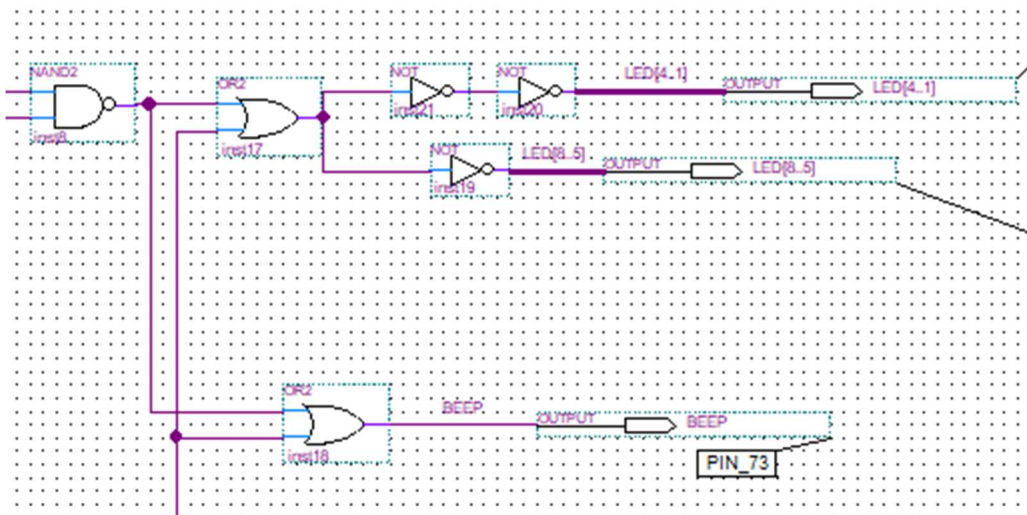 NAND2
inst8
OR2
inst17
NOT
inst21
NOT
inst20
LED[4..1]
OUTPUT
LED[4..1]
NOT
inst19
LED[8..5]
OUTPUT
LED[8..5]
OR2
inst18
BEEP
OUTPUT
BEEP
PIN_73